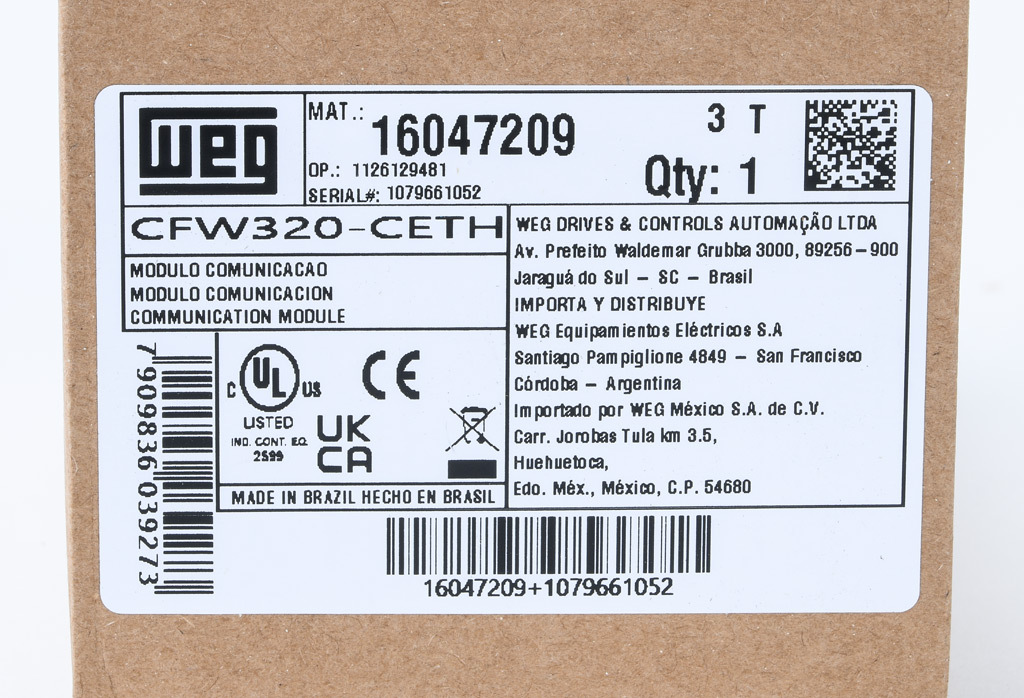 weg
MAT.: 16047209
OP.: 1126129481
SERIAL#: 1079661052
3 T
Qty: 1
CFW320-CETH
MODULO COMUNICACAO
MODULO COMUNICACION
COMMUNICATION MODULE
WEG DRIVES & CONTROLS AUTOMAÇÃO LTDA
Av. Prefeito Waldemar Grubba 3000, 89256-900
Jaraguá do Sul - SC - Brasil
IMPORTA Y DISTRIBUYE
WEG Equipamientos Eléctricos S.A
Santiago Pampiglione 4849 - San Francisco
Córdoba - Argentina
Importado por WEG México S.A. de C.V.
Carr. Jorobas Tula km 3.5,
Huehuetoca,
Edo. Méx., México, C.P. 54680
7 909836 039273
C UL US
LISTED
IND. CONT. EQ.
2S99
CE
UK
CA
MADE IN BRAZIL HECHO EN BRASIL
16047209+1079661052